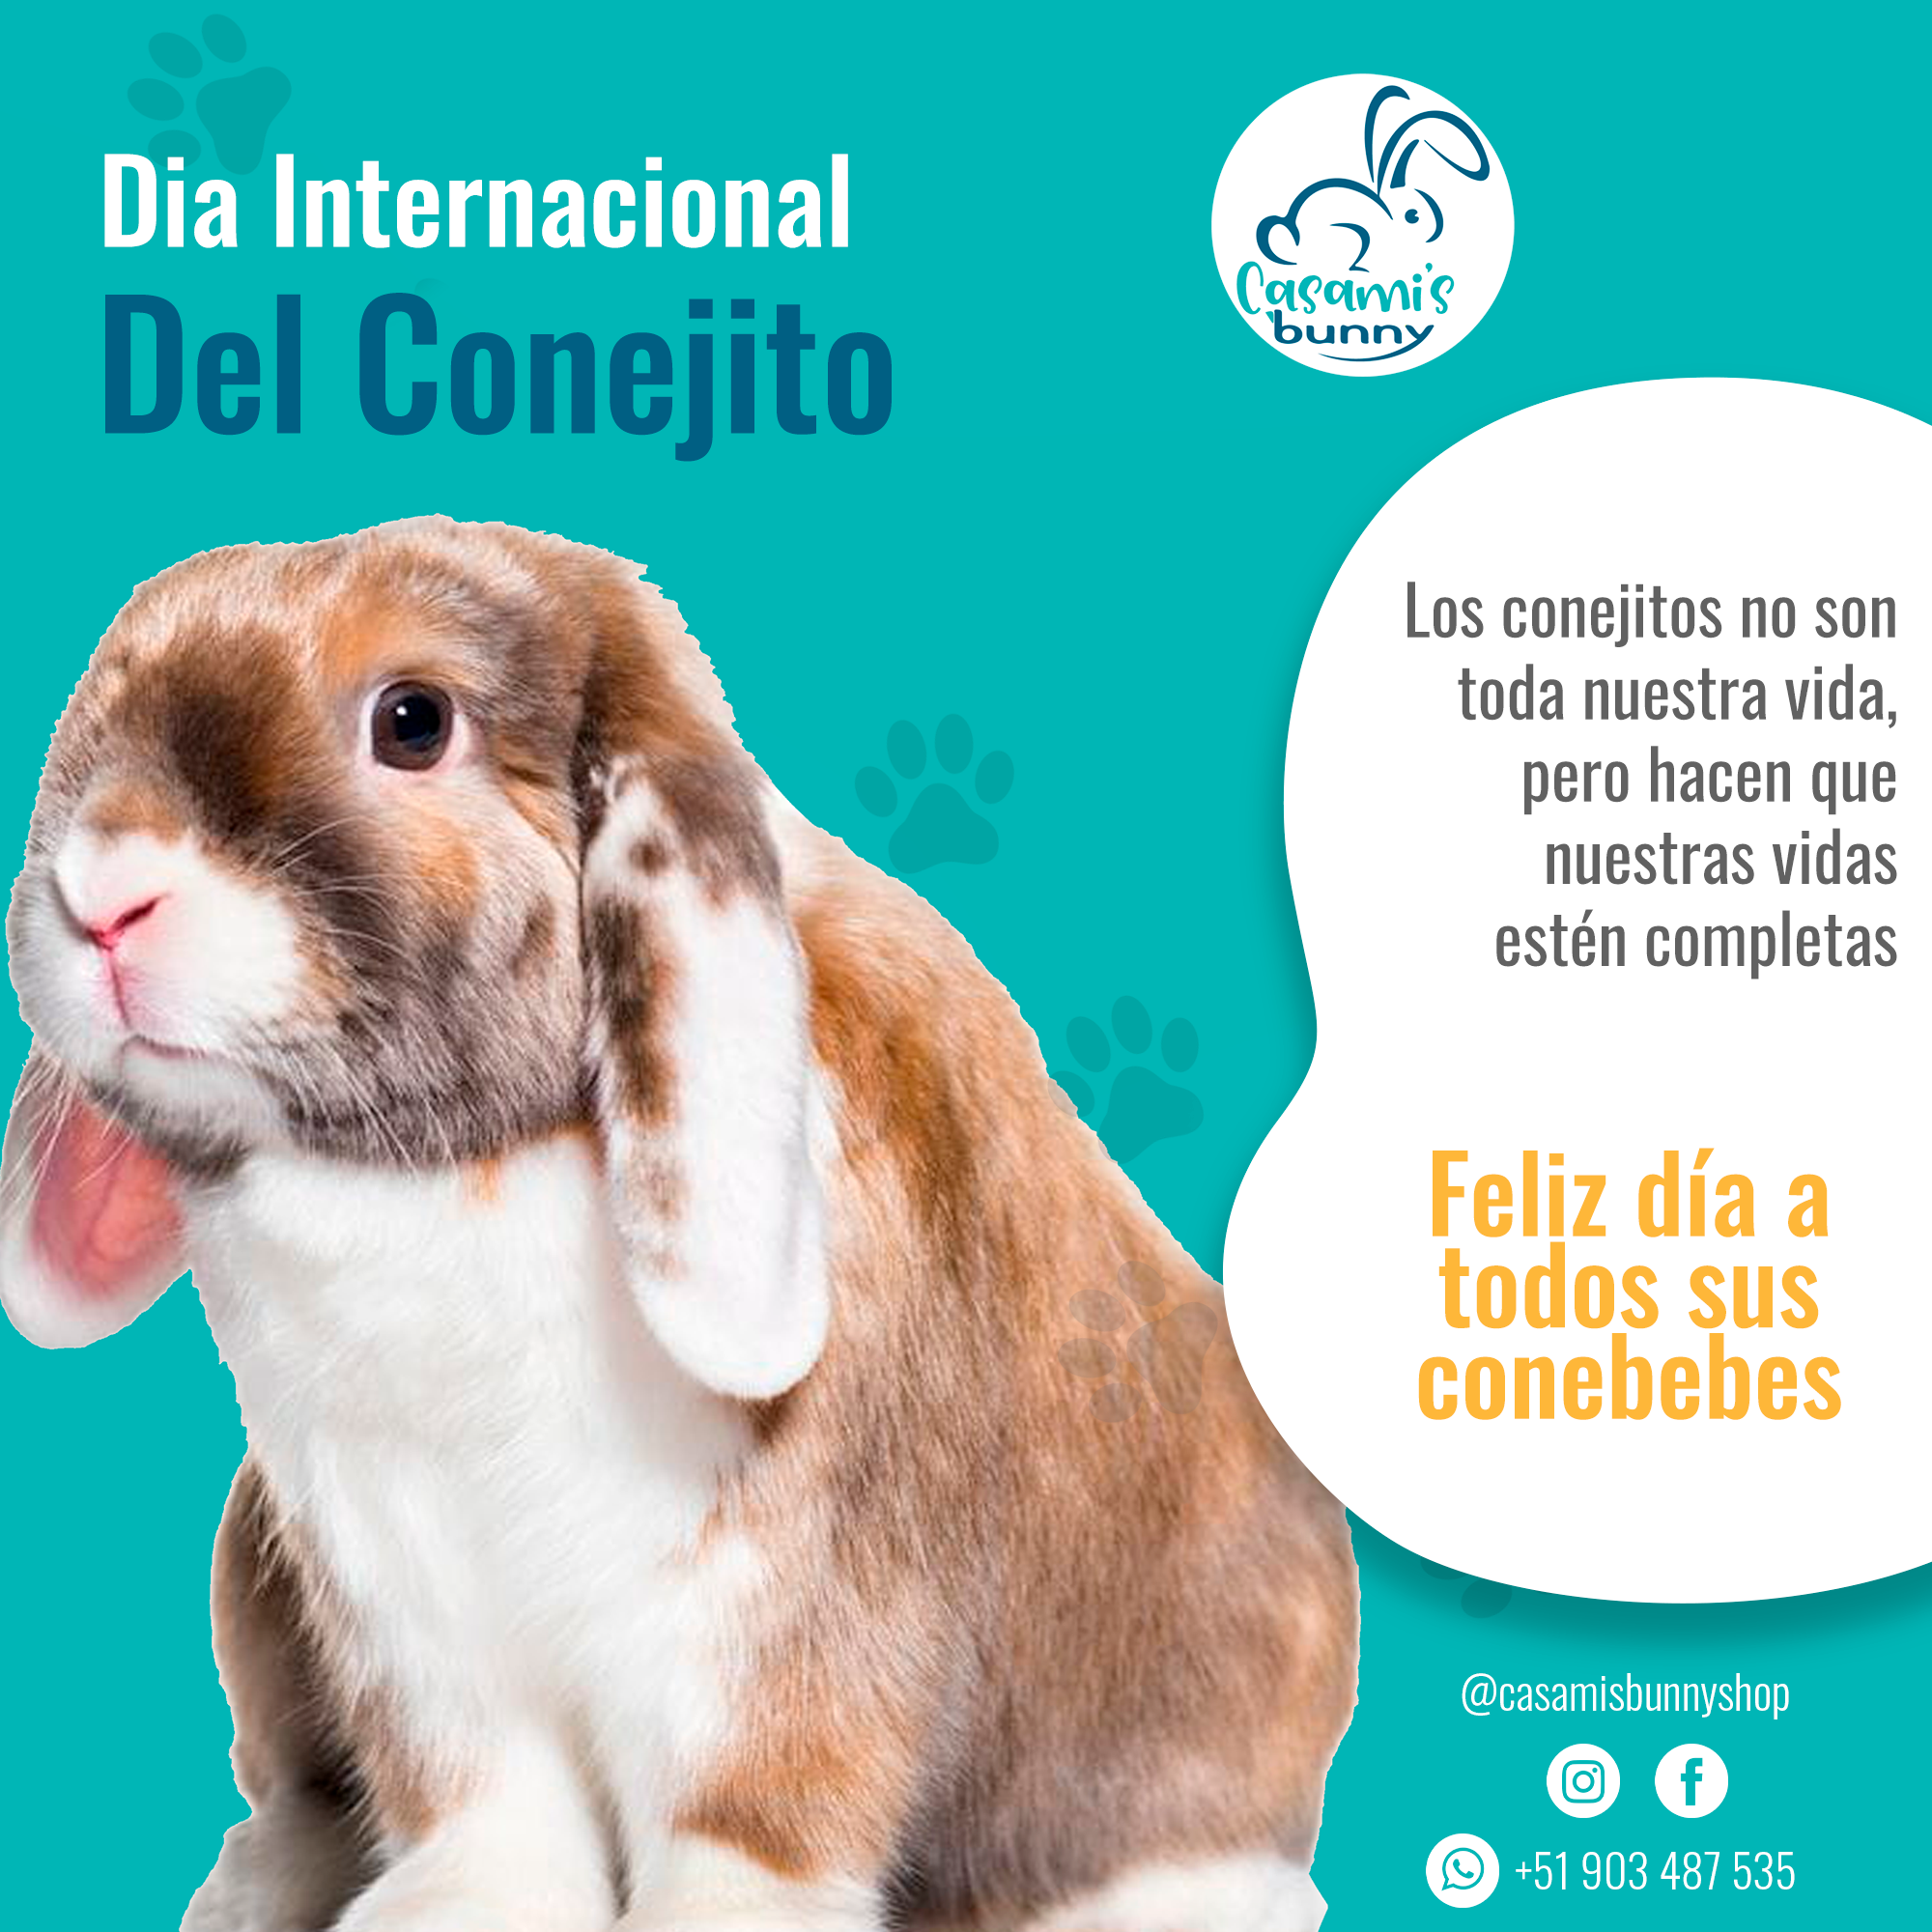 Dia Internacional
Del Conejito
Casami's
bunny
Los conejitos no son
toda nuestra vida,
pero hacen que
nuestras vidas
estén completas
Feliz día a
todos sus
conebebes
@casamisbunnyshop
+51 903 487 535